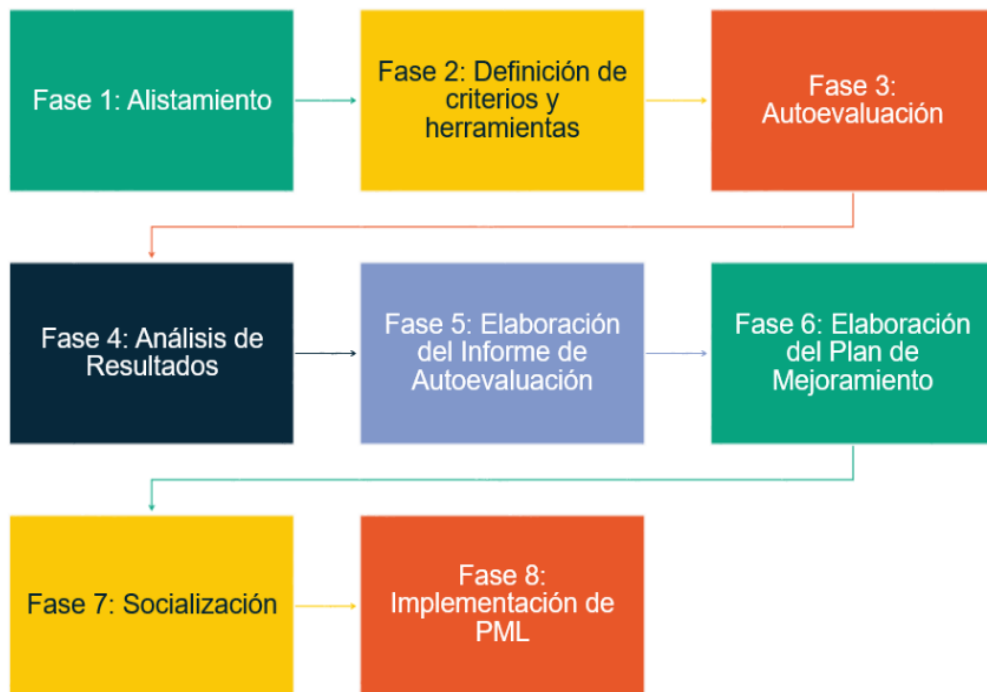 Fase 1: Alistamiento
Fase 2: Definición de
criterios y
herramientas
Fase 3:
Autoevaluación
Fase 4: Análisis de
Resultados
Fase 5: Elaboración
del Informe de
Autoevaluación
Fase 6: Elaboración
del Plan de
Mejoramiento
Fase 7: Socialización
Fase 8:
Implementación de
PML